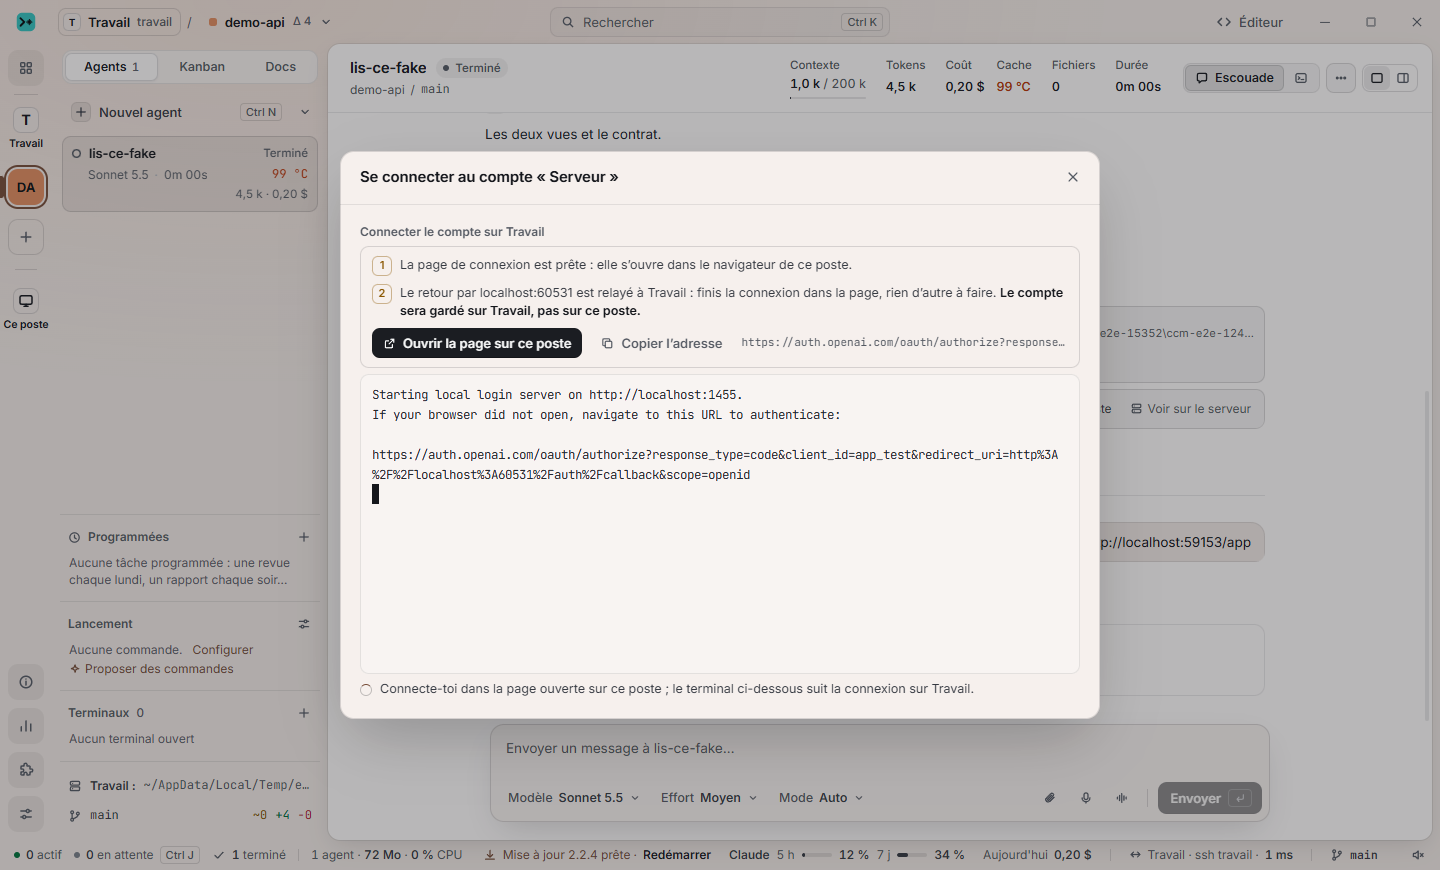 T Travail travail / demo-api Δ 4
Rechercher Ctrl K
Éditeur
Agents 1 Kanban Docs
Nouvel agent Ctrl N
lis-ce-fake Terminé
Sonnet 5.5 · 0m 00s 99 °C
4,5 k · 0,20 $
T
Travail
DA
Ce poste
lis-ce-fake Terminé
demo-api / main
Contexte Tokens Coût Cache Fichiers Durée
1,0 k / 200 k 4,5 k 0,20 $ 99 °C 0 0m 00s
Escouade
Les deux vues et le contrat.
Se connecter au compte « Serveur »
Connecter le compte sur Travail
1 La page de connexion est prête : elle s’ouvre dans le navigateur de ce poste.
2 Le retour par localhost:60531 est relayé à Travail : finis la connexion dans la page, rien d’autre à faire. Le compte
sera gardé sur Travail, pas sur ce poste.
Ouvrir la page sur ce poste Copier l’adresse https://auth.openai.com/oauth/authorize?response…
Starting local login server on http://localhost:1455.
If your browser did not open, navigate to this URL to authenticate:
https://auth.openai.com/oauth/authorize?response_type=code&client_id=app_test&redirect_uri=http%3A
%2F%2Flocalhost%3A60531%2Fauth%2Fcallback&scope=openid
Connecte-toi dans la page ouverte sur ce poste ; le terminal ci-dessous suit la connexion sur Travail.
e2e-15352\ccm-e2e-124…
te Voir sur le serveur
p://localhost:59153/app
Programmées
Aucune tâche programmée : une revue
chaque lundi, un rapport chaque soir…
Lancement
Aucune commande. Configurer
Proposer des commandes
Terminaux 0
Aucun terminal ouvert
Travail : ~/AppData/Local/Temp/e…
main ~0 +4 -0
Envoyer un message à lis-ce-fake…
Modèle Sonnet 5.5 Effort Moyen Mode Auto
Envoyer
0 actif 0 en attente Ctrl J 1 terminé 1 agent · 72 Mo · 0 % CPU Mise à jour 2.2.4 prête · Redémarrer Claude 5 h 12 % 7 j 34 % Aujourd'hui 0,20 $ Travail · ssh travail · 1 ms main